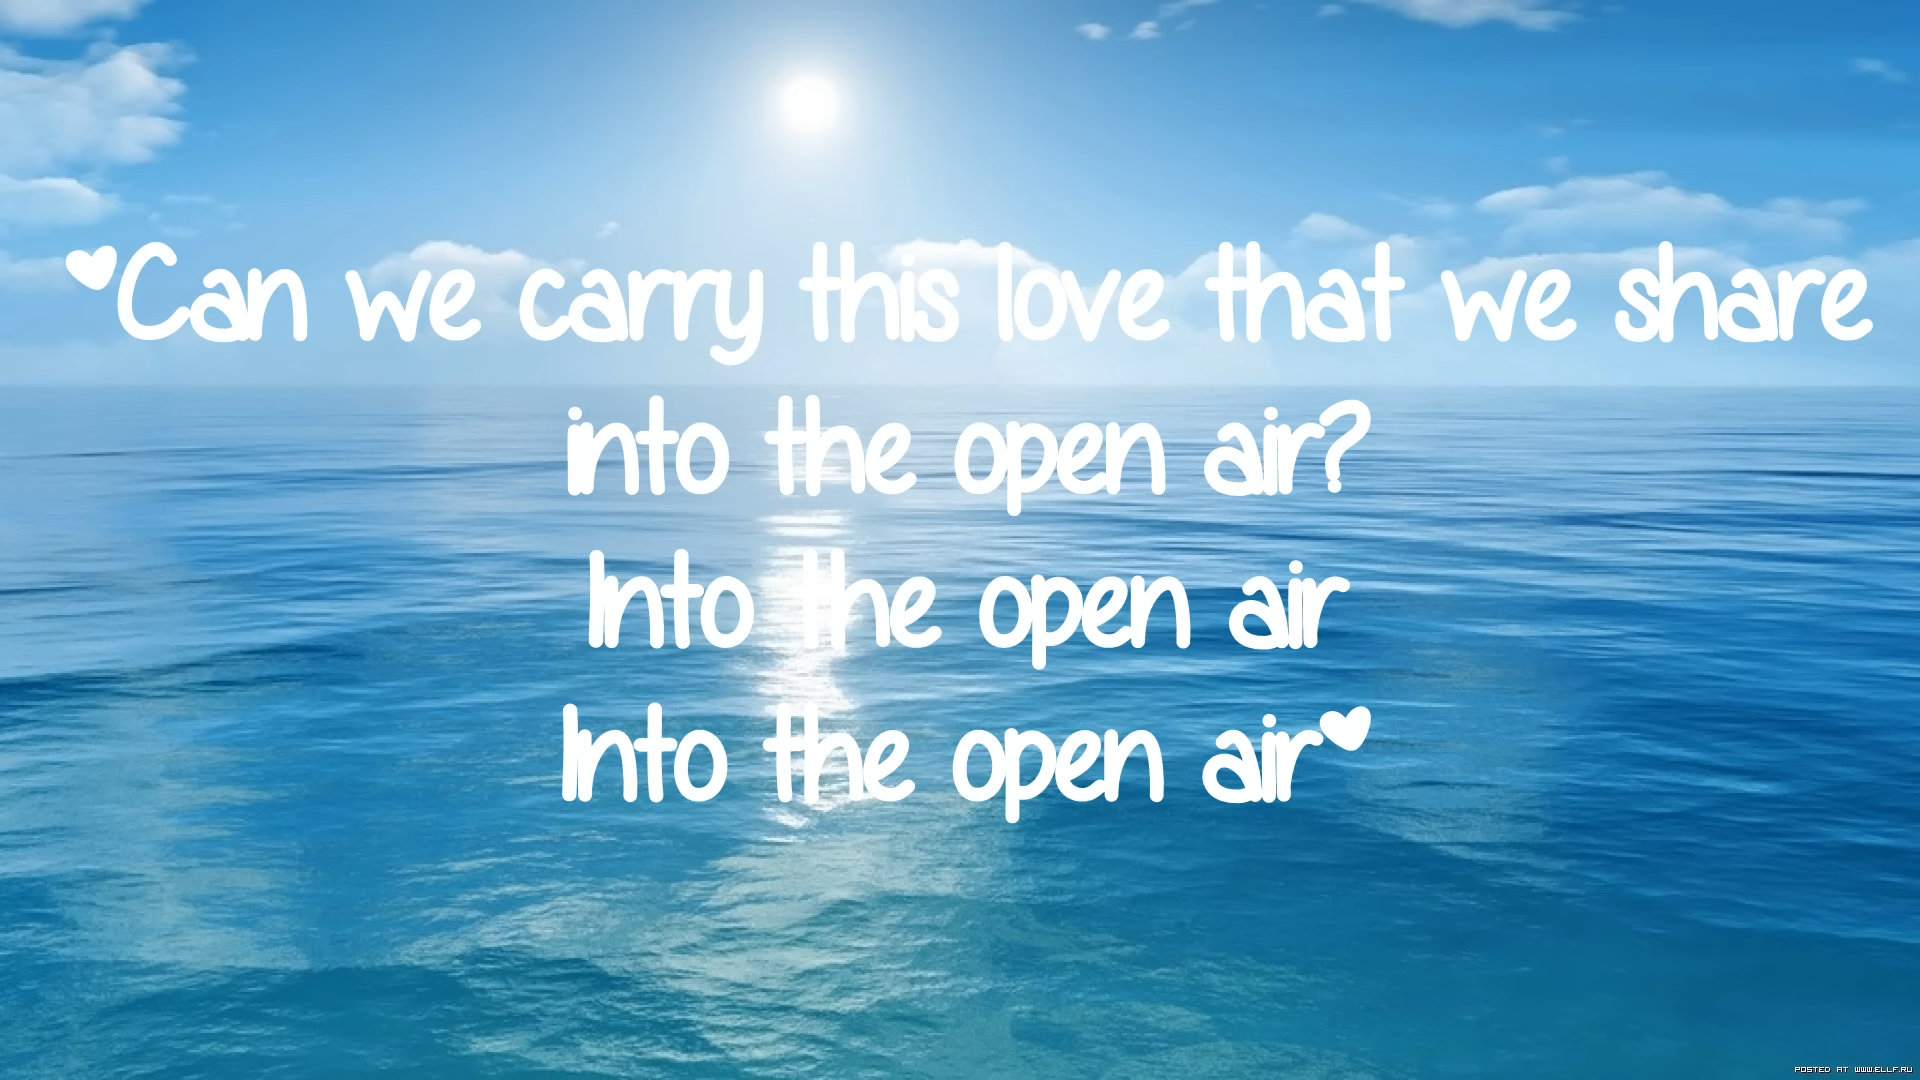 ♥Can we carry this love that we share
into the open air?
Into the open air
Into the open air♥
POSTED AT WWW.ELLF.RU